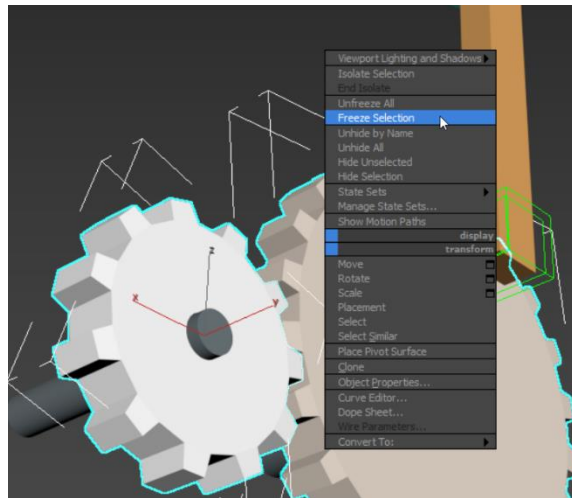 Viewport Lighting and Shadows
Isolate Selection
End Isolate
Unfreeze All
Freeze Selection
Unhide by Name
Unhide All
Hide Unselected
Hide Selection
State Sets
Manage State Sets...
Show Motion Paths
display
transform
Move
Rotate
Scale
Placement
Select
Select Similar
Place Pivot Surface
Clone
Object Properties...
Curve Editor...
Dope Sheet...
Wire Parameters...
Convert To:
z
x
y